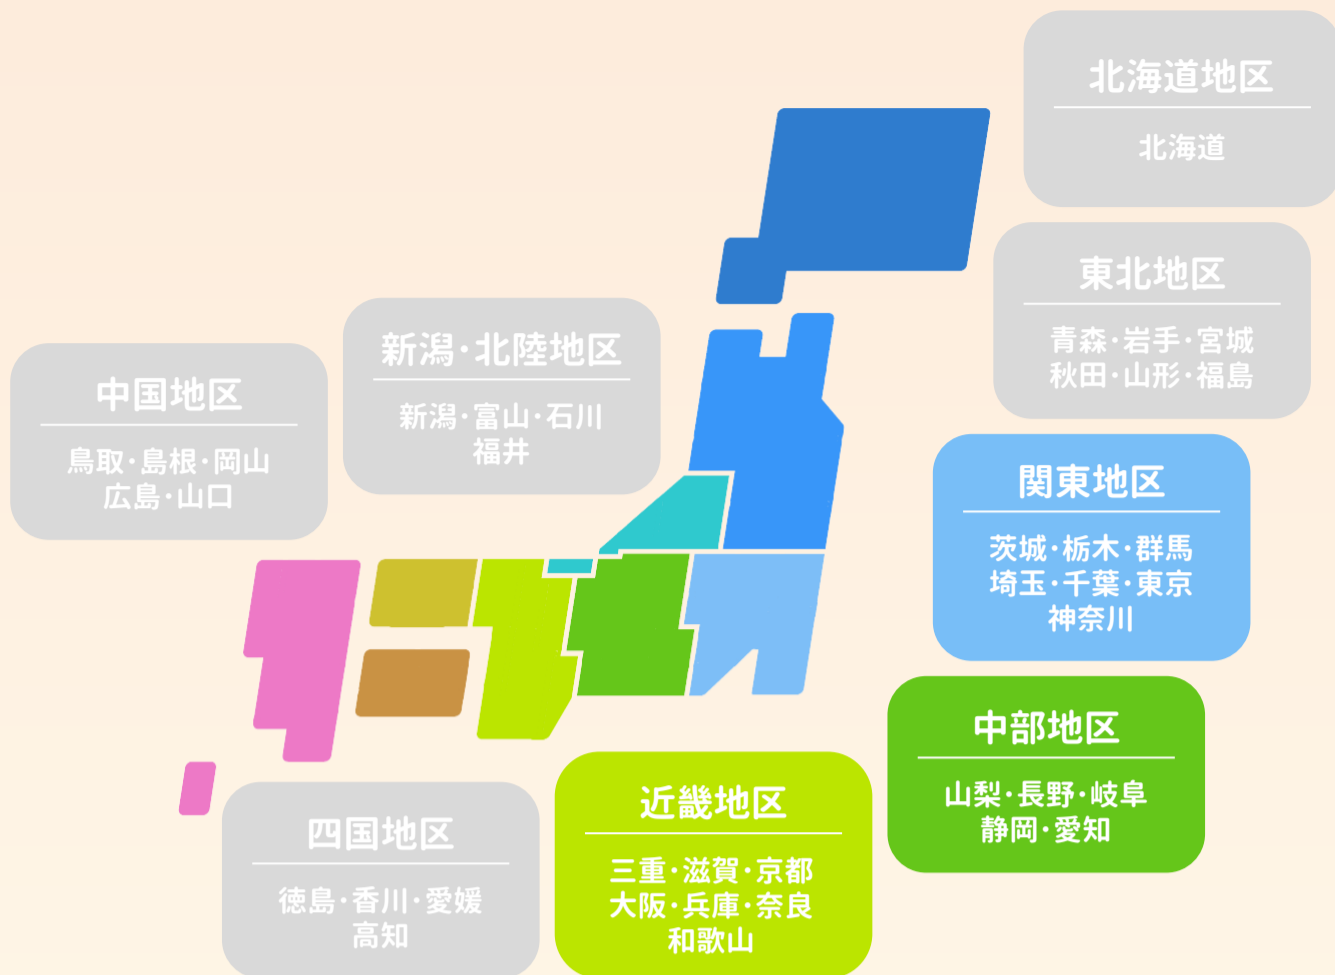 北海道地区
北海道
東北地区
青森・岩手・宮城
秋田・山形・福島
新潟・北陸地区
新潟・富山・石川
福井
中国地区
鳥取・島根・岡山
広島・山口
関東地区
茨城・栃木・群馬
埼玉・千葉・東京
神奈川
中部地区
山梨・長野・岐阜
静岡・愛知
近畿地区
三重・滋賀・京都
大阪・兵庫・奈良
和歌山
四国地区
徳島・香川・愛媛
高知